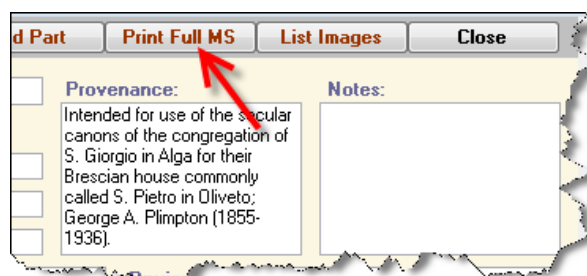 d Part Print Full MS List Images Close
Provenance: Notes:
Intended for use of the secular
canons of the congregation of
S. Giorgio in Alga for their
Brescian house commonly
called S. Pietro in Oliveto;
George A. Plimpton (1855-
1936).